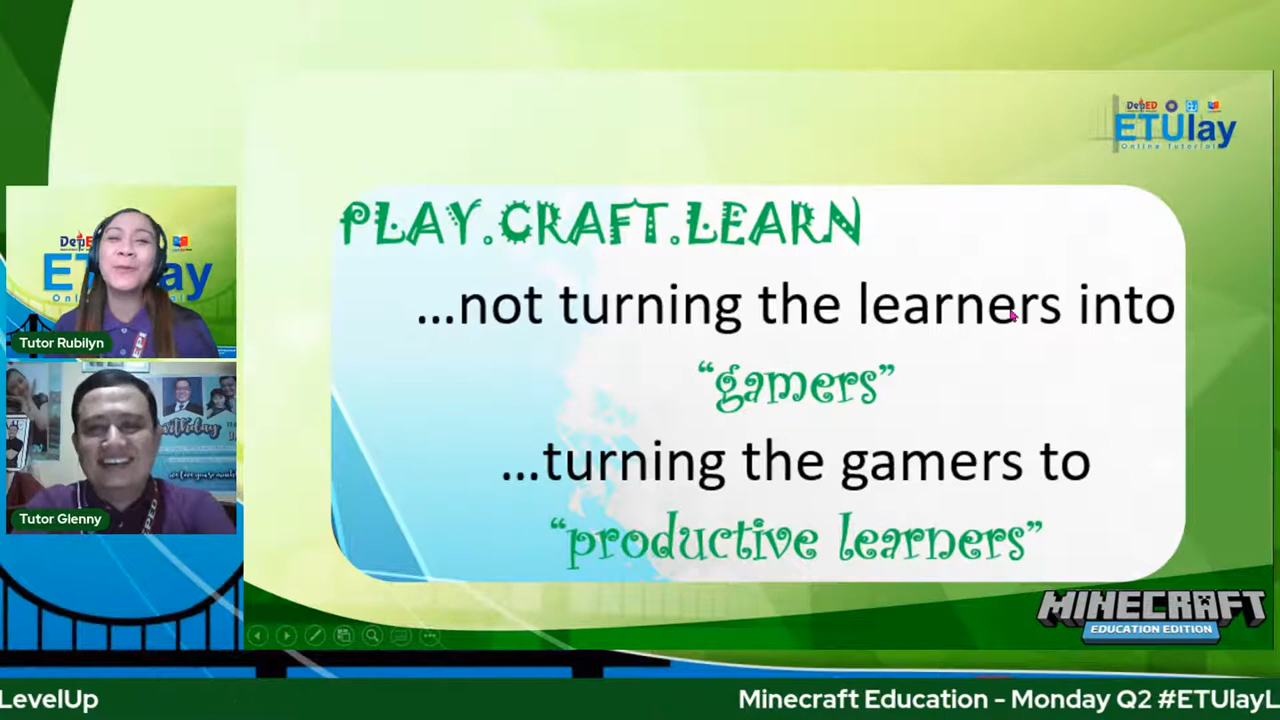 DepED
ETUlay
Online Tutorial
PLAY.CRAFT.LEARN
...not turning the learners into
“gamers”
...turning the gamers to
“productive learners”
Tutor Rubilyn
Tutor Glenny
MINECRAFT
EDUCATION EDITION
LevelUp
Minecraft Education - Monday Q2 #ETUlayL